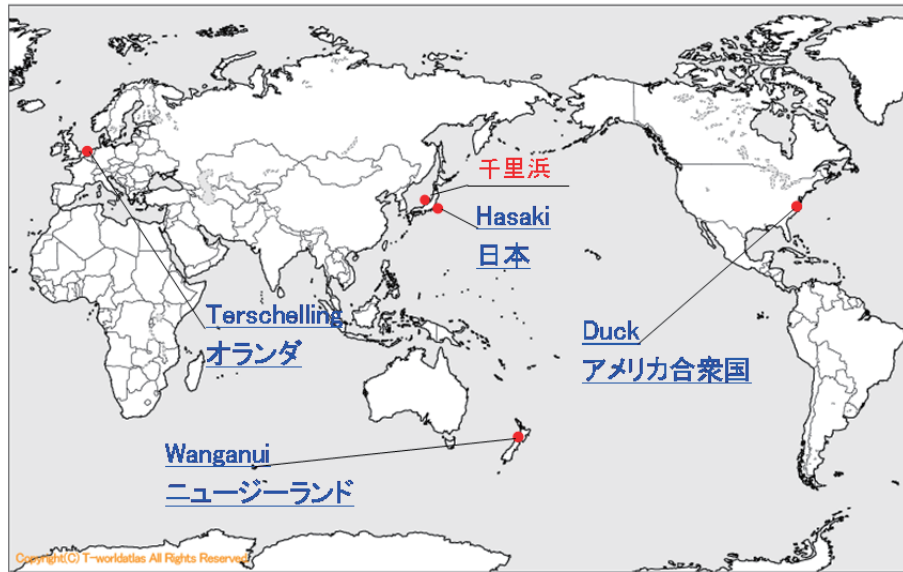 千里浜
Hasaki
日本
Terschelling
オランダ
Duck
アメリカ合衆国
Wanganui
ニュージーランド
Copyright(C) T-worldatlas All Rights Reserved